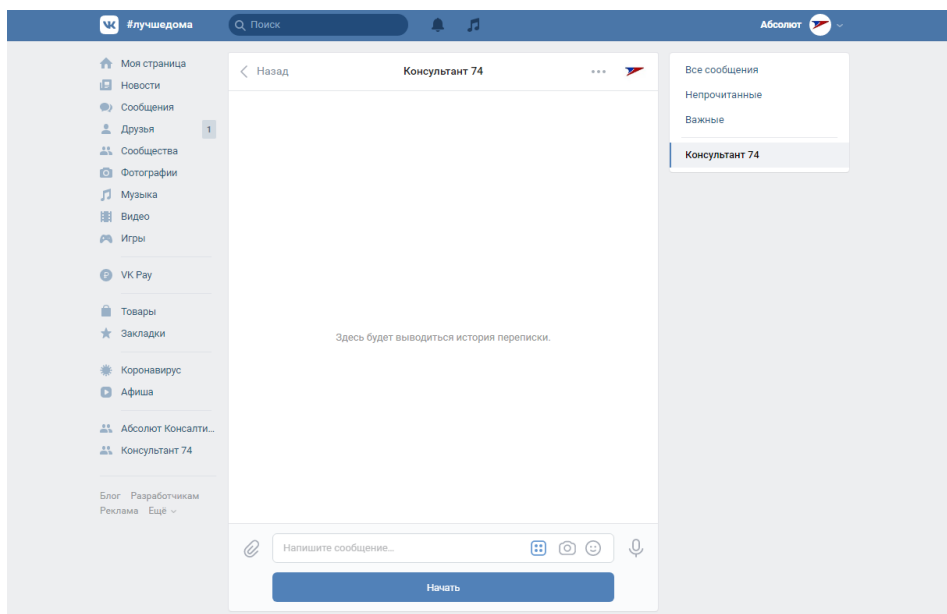 #лучшедома
Поиск
Абсолют
Моя страница
Новости
Сообщения
Друзья 1
Сообщества
Фотографии
Музыка
Видео
Игры
VK Pay
Товары
Закладки
Коронавирус
Афиша
Абсолют Консалти...
Консультант 74
Блог Разработчикам
Реклама Ещё
Назад
Консультант 74
Здесь будет выводиться история переписки.
Напишите сообщение...
Начать
Все сообщения
Непрочитанные
Важные
Консультант 74